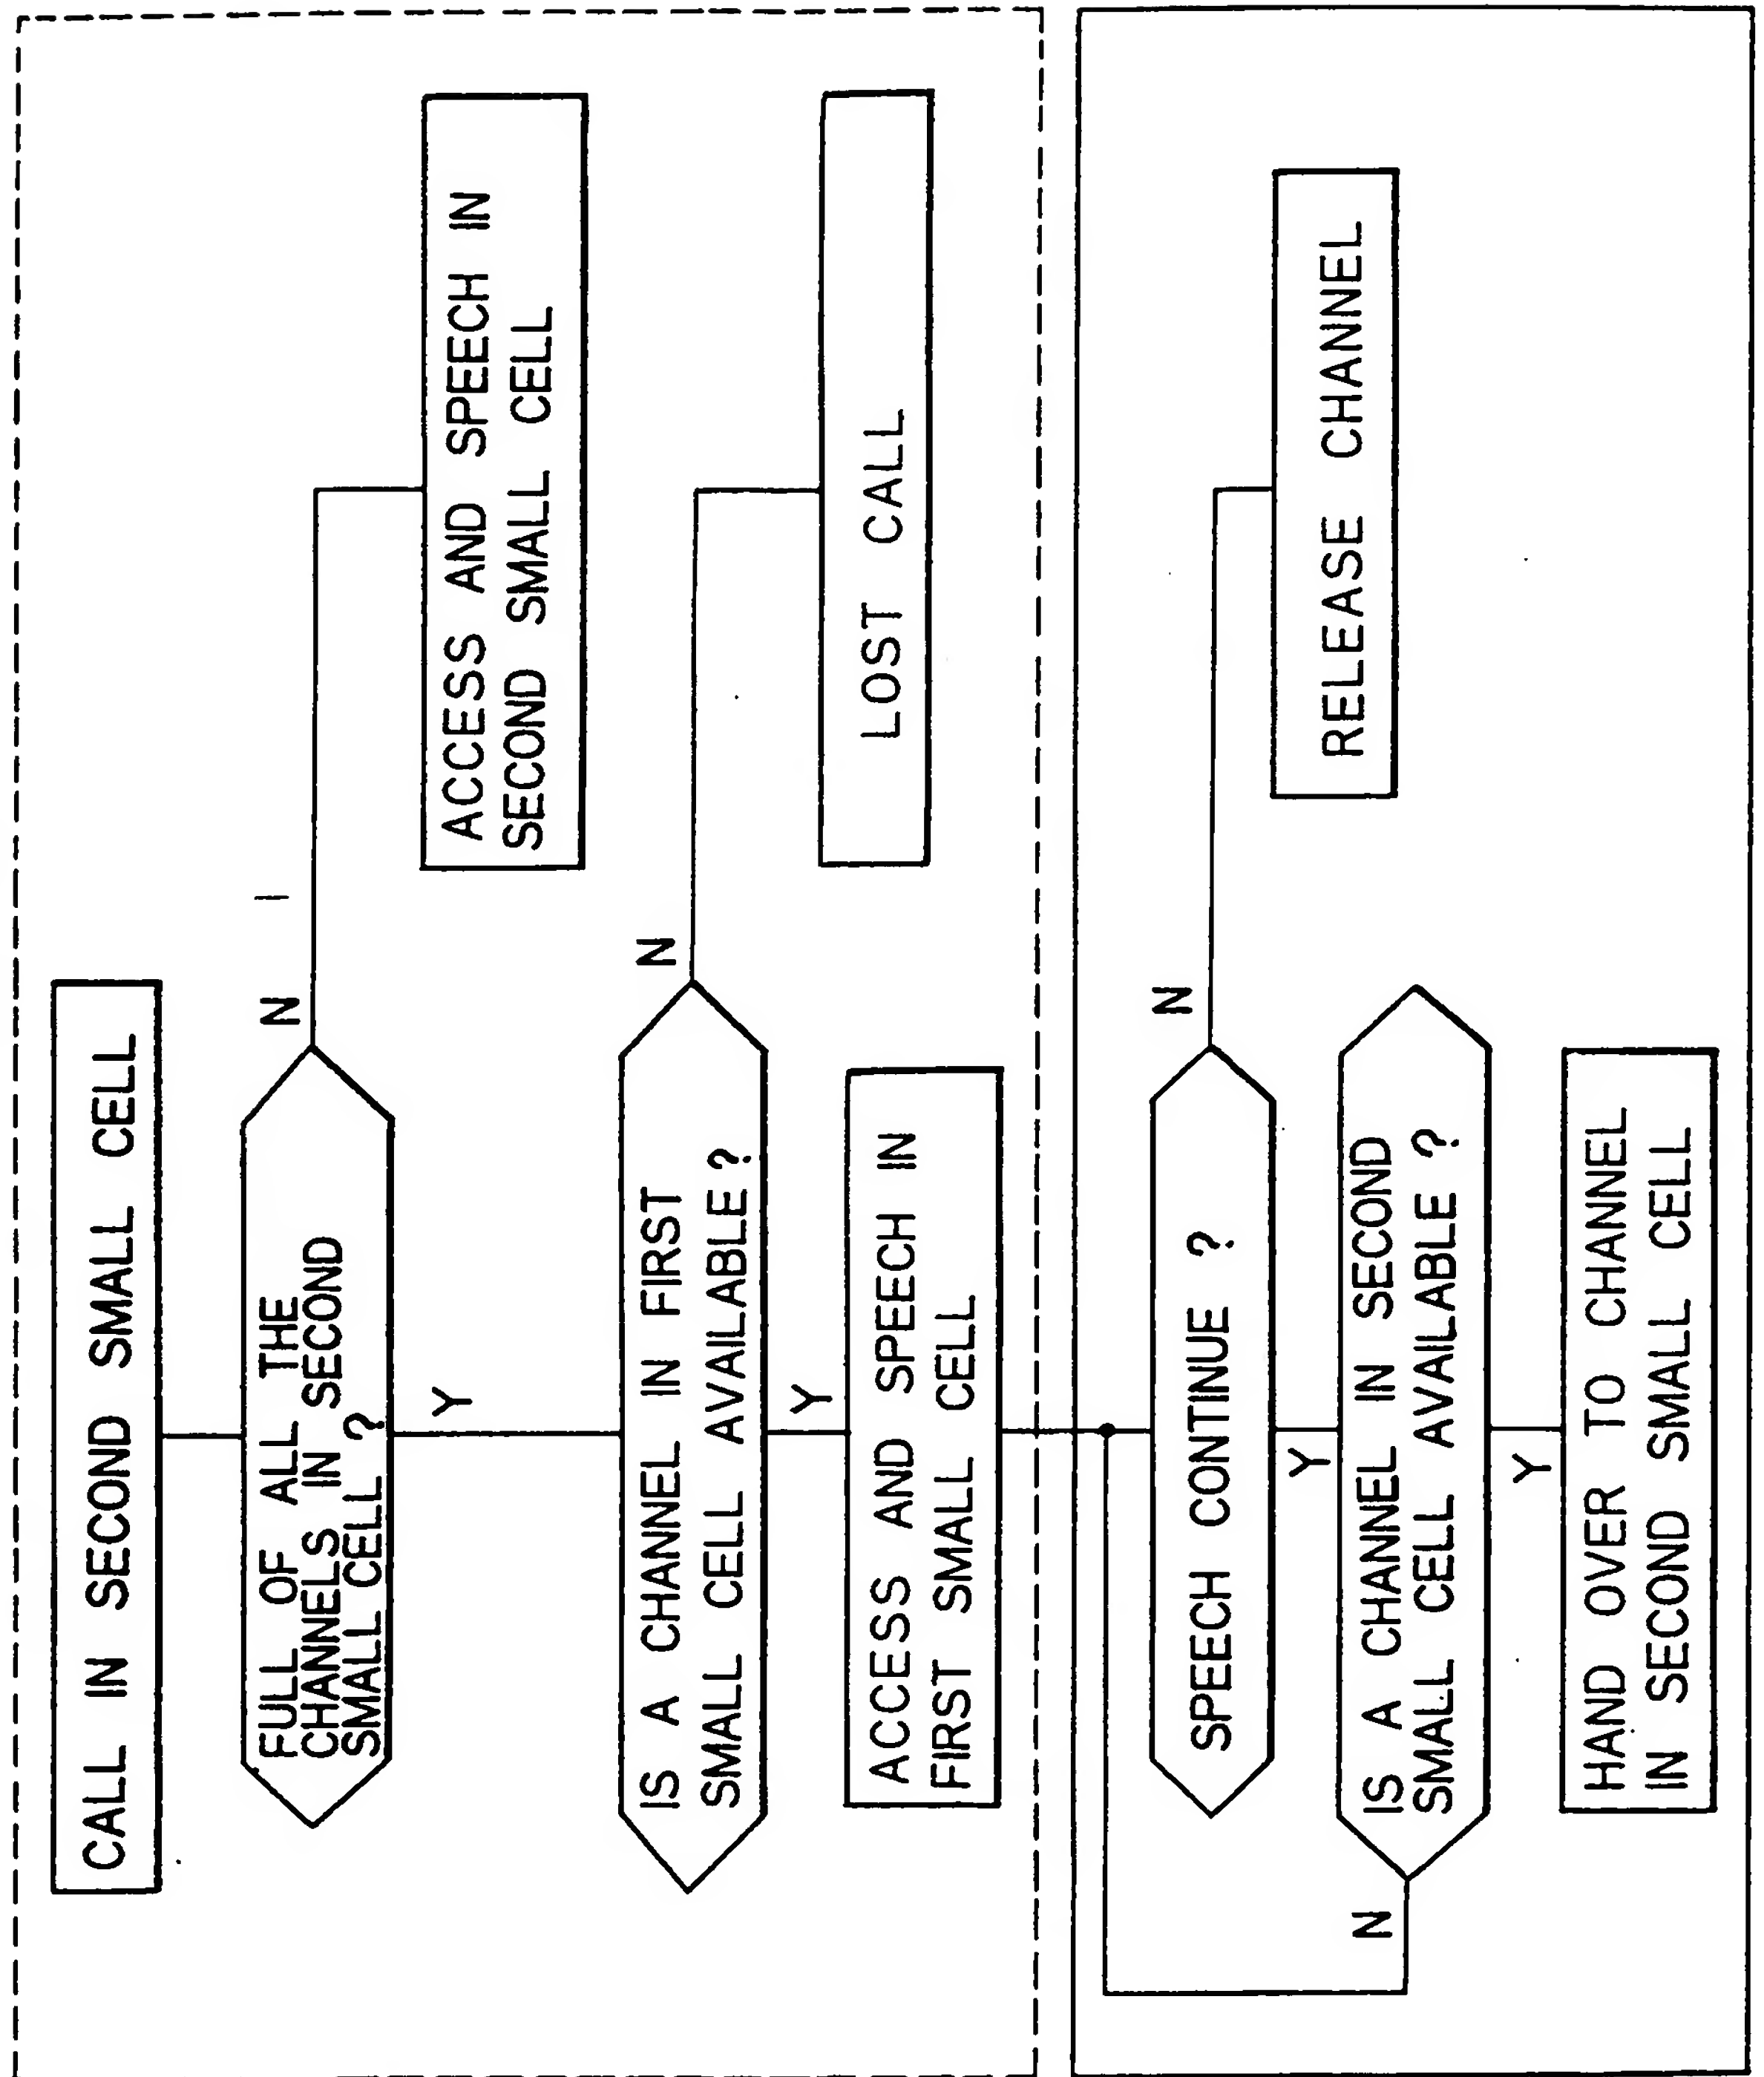 CALL IN SECOND SMALL CELL
FULL OF ALL THE
CHANNELS IN SECOND
SMALL CELL ?
N
ACCESS AND SPEECH IN
SECOND SMALL CELL
Y
IS A CHANNEL IN FIRST
SMALL CELL AVAILABLE ?
N
LOST CALL
Y
ACCESS AND SPEECH IN
FIRST SMALL CELL
SPEECH CONTINUE ?
N
RELEASE CHANNEL
Y
IS A CHANNEL IN SECOND
SMALL CELL AVAILABLE ?
N
Y
HAND OVER TO CHANNEL
IN SECOND SMALL CELL